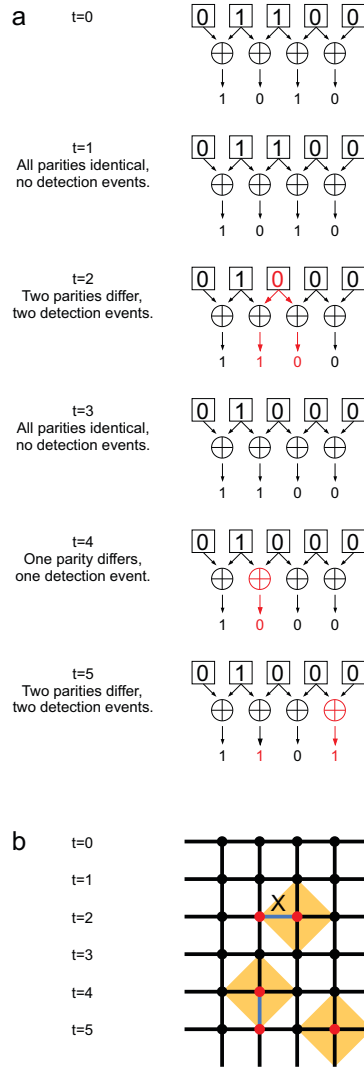 a
t=0
0 1 1 0 0
1 0 1 0
t=1
All parities identical,
no detection events.
0 1 1 0 0
1 0 1 0
t=2
Two parities differ,
two detection events.
0 1 0 0 0
1 1 0 0
t=3
All parities identical,
no detection events.
0 1 0 0 0
1 1 0 0
t=4
One parity differs,
one detection event.
0 1 0 0 0
1 0 0 0
t=5
Two parities differ,
two detection events.
0 1 0 0 0
1 1 0 1
b
t=0
t=1
X
t=2
t=3
t=4
t=5